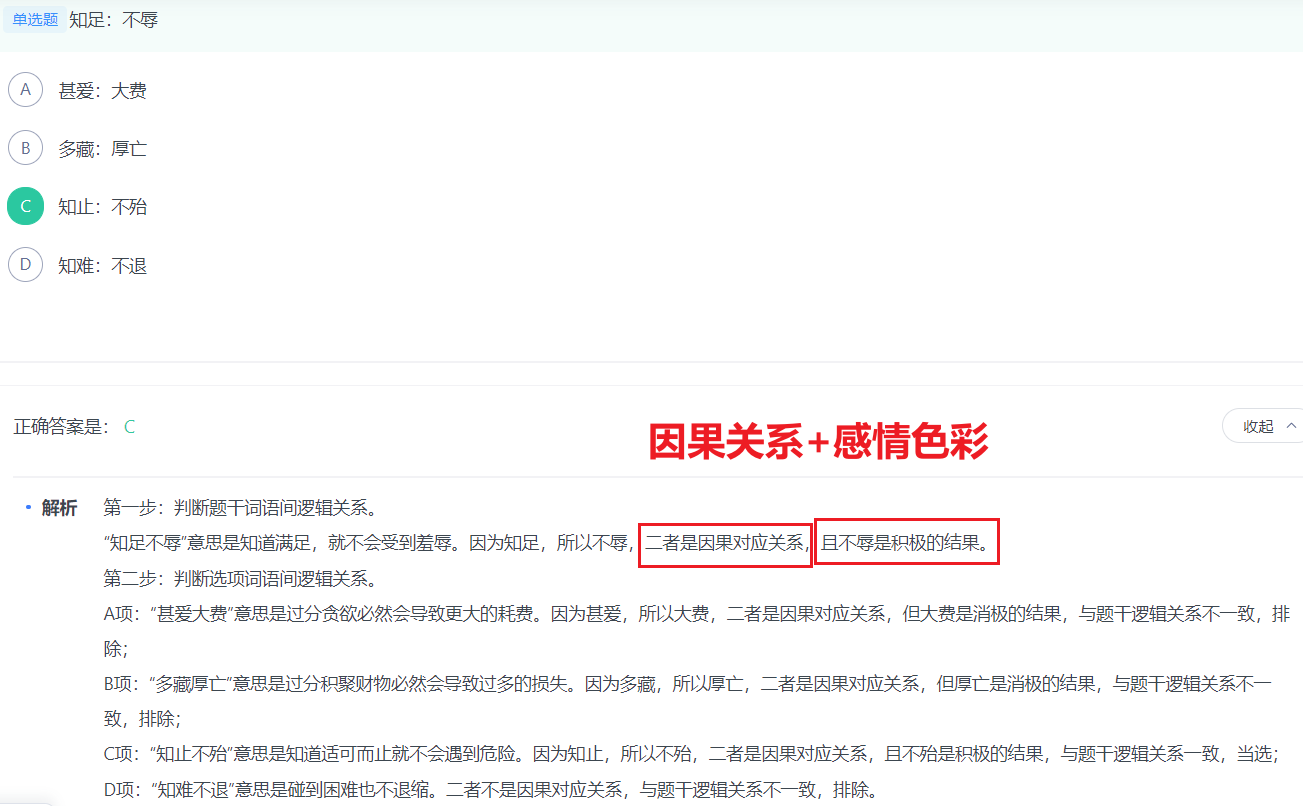 单选题 知足：不辱
A 甚爱：大费
B 多藏：厚亡
C 知止：不殆
D 知难：不退
正确答案是： C
因果关系+感情色彩
收起
解析 第一步：判断题干词语间逻辑关系。
“知足不辱”意思是知道满足，就不会受到羞辱。因为知足，所以不辱，二者是因果对应关系，且不辱是积极的结果。
第二步：判断选项词语间逻辑关系。
A项：“甚爱大费”意思是过分贪欲必然会导致更大的耗费。因为甚爱，所以大费，二者是因果对应关系，但大费是消极的结果，与题干逻辑关系不一致，排
除；
B项：“多藏厚亡”意思是过分积聚财物必然会导致过多的损失。因为多藏，所以厚亡，二者是因果对应关系，但厚亡是消极的结果，与题干逻辑关系不一
致，排除；
C项：“知止不殆”意思是知道适可而止就不会遇到危险。因为知止，所以不殆，二者是因果对应关系，且不殆是积极的结果，与题干逻辑关系一致，当选；
D项：“知难不退”意思是碰到困难也不退缩。二者不是因果对应关系，与题干逻辑关系不一致，排除。